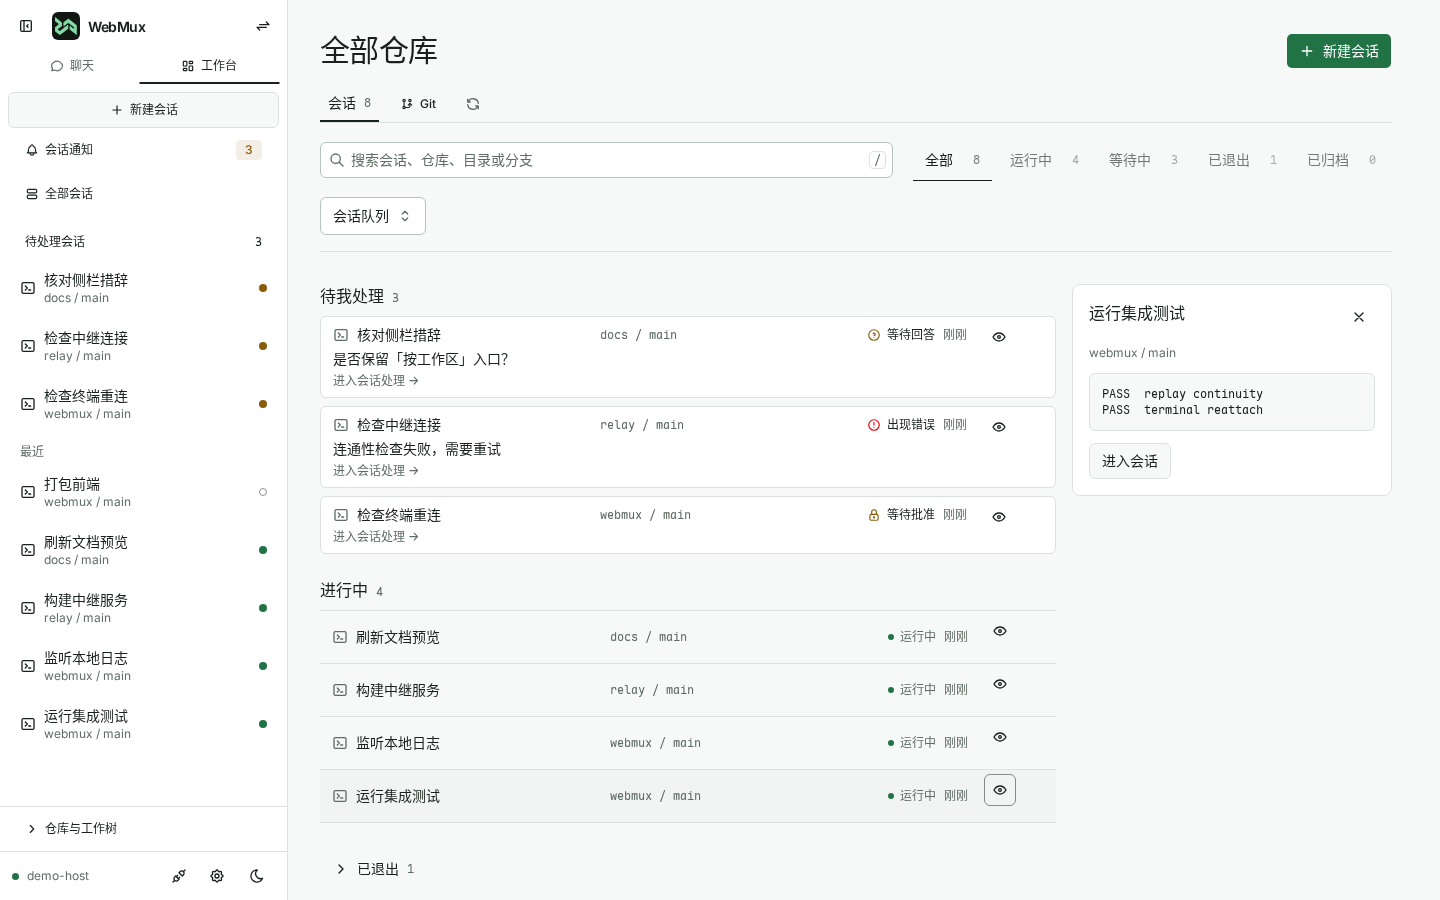 WebMux
聊天
工作台
新建会话
会话通知 3
全部会话
待处理会话 3
核对侧栏措辞
docs / main
检查中继连接
relay / main
检查终端重连
webmux / main
最近
打包前端
webmux / main
刷新文档预览
docs / main
构建中继服务
relay / main
监听本地日志
webmux / main
运行集成测试
webmux / main
仓库与工作树
demo-host
全部仓库
新建会话
会话 8
Git
搜索会话、仓库、目录或分支 /
全部 8
运行中 4
等待中 3
已退出 1
已归档 0
会话队列
待我处理 3
核对侧栏措辞 docs / main 等待回答 刚刚
是否保留「按工作区」入口?
进入会话处理 →
检查中继连接 relay / main 出现错误 刚刚
连通性检查失败，需要重试
进入会话处理 →
检查终端重连 webmux / main 等待批准 刚刚
进入会话处理 →
进行中 4
刷新文档预览 docs / main 运行中 刚刚
构建中继服务 relay / main 运行中 刚刚
监听本地日志 webmux / main 运行中 刚刚
运行集成测试 webmux / main 运行中 刚刚
已退出 1
运行集成测试
webmux / main
PASS replay continuity
PASS terminal reattach
进入会话